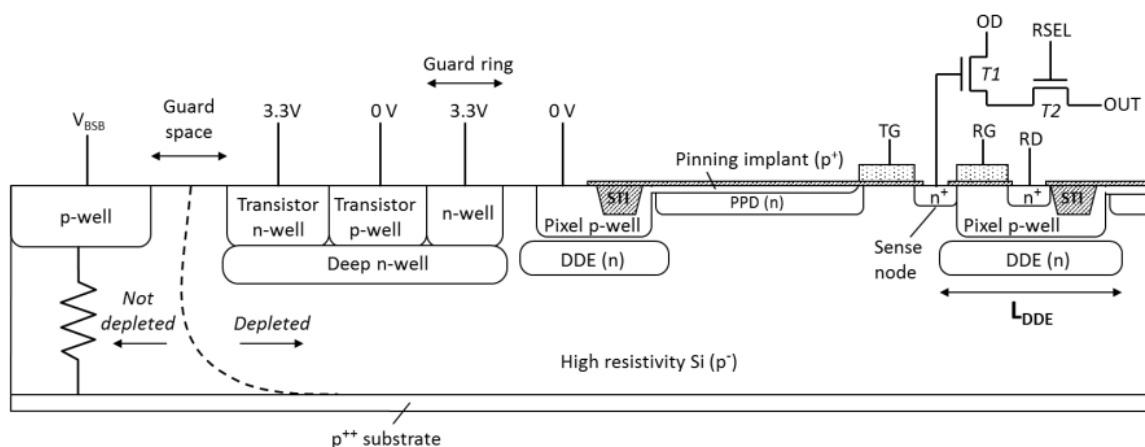 OD
RSEL
Guard ring
T1
V_BSB
Guard
space
3.3V
0 V
3.3V
0 V
T2
OUT
TG
RG
RD
Pinning implant (p⁺)
p-well
Transistor
n-well
Transistor
p-well
n-well
STI
PPD (n)
n⁺
n⁺
STI
Pixel p-well
Pixel p-well
Deep n-well
DDE (n)
Sense
node
DDE (n)
Not
depleted
Depleted
L_DDE
High resistivity Si (p⁻)
p⁺⁺ substrate